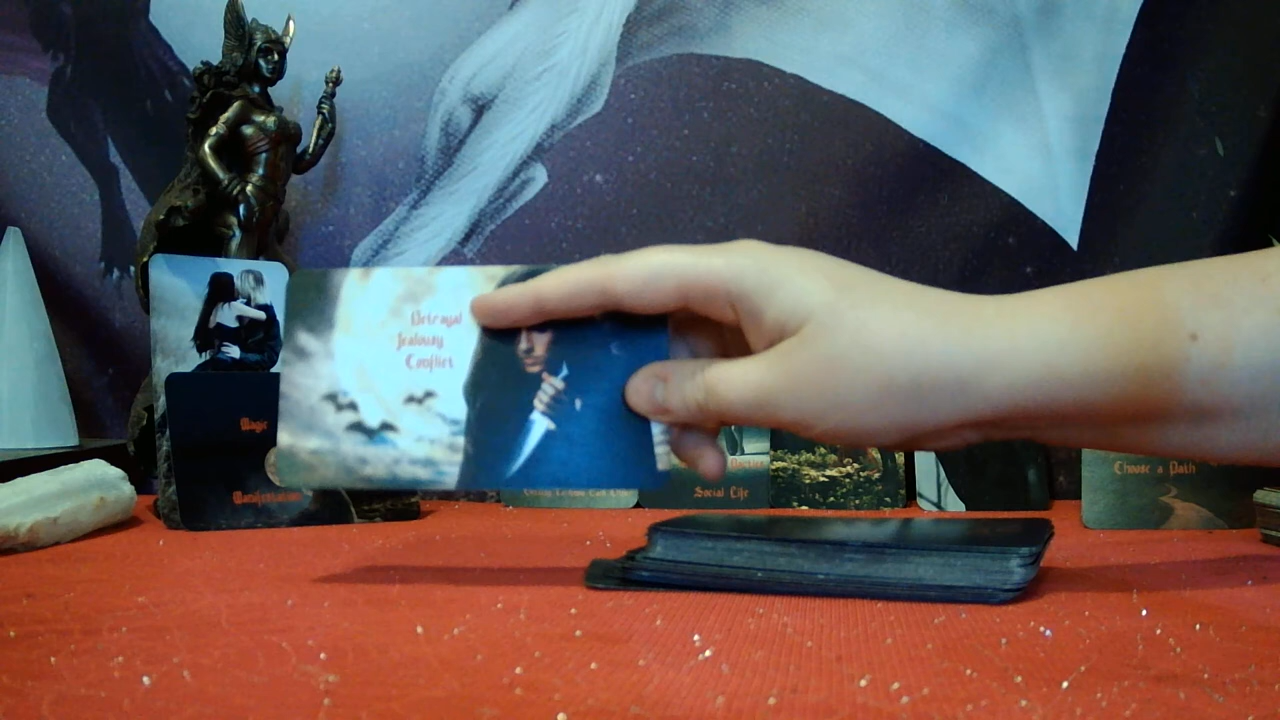 Betrayal
Jealousy
Conflict
Magic
Manifestation
Social Life
Choose a Path